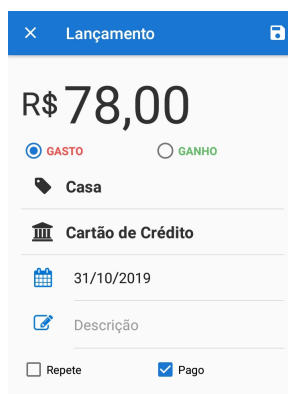 Lançamento
R$ 78,00
GASTO GANHO
Casa
Cartão de Crédito
31/10/2019
Descrição
Repete Pago